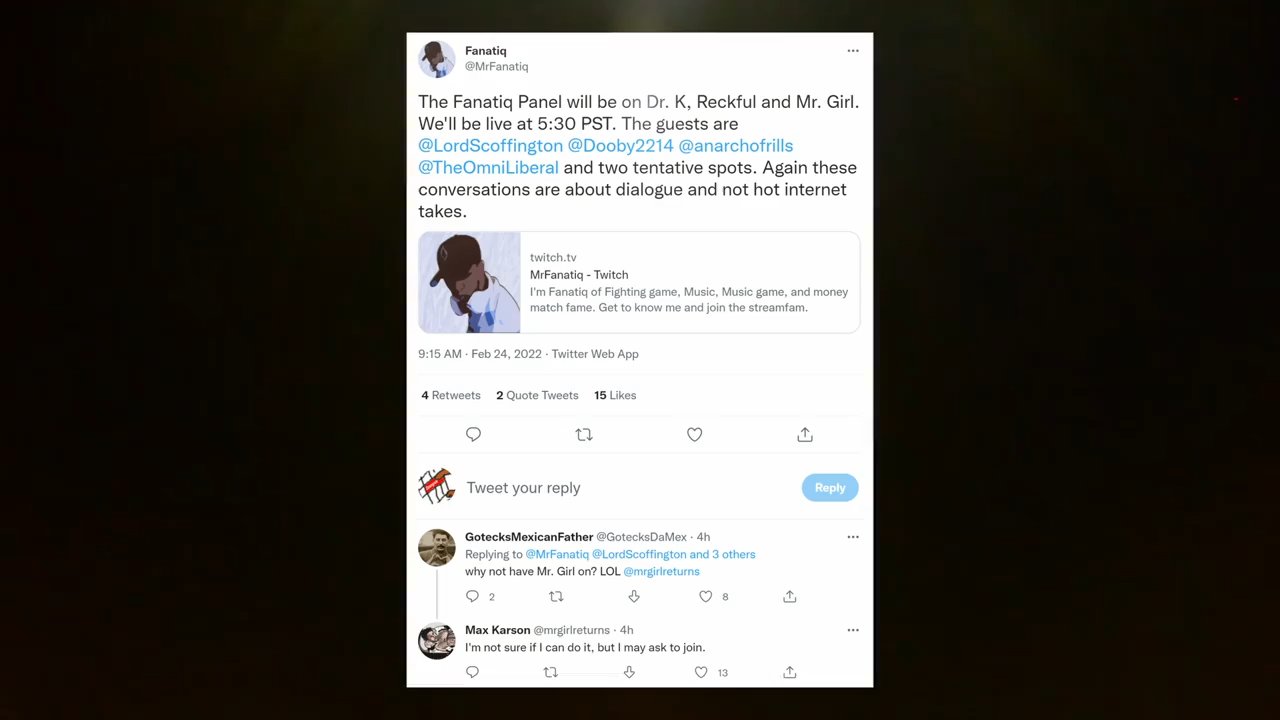 Fanatiq
@MrFanatiq
The Fanatiq Panel will be on Dr. K, Reckful and Mr. Girl.
We'll be live at 5:30 PST. The guests are
@LordScoffington @Dooby2214 @anarchofrills
@TheOmniLiberal and two tentative spots. Again these
conversations are about dialogue and not hot internet
takes.
twitch.tv
MrFanatiq - Twitch
I'm Fanatiq of Fighting game, Music, Music game, and money
match fame. Get to know me and join the streamfam.
9:15 AM · Feb 24, 2022 · Twitter Web App
4 Retweets 2 Quote Tweets 15 Likes
Tweet your reply
Reply
GotecksMexicanFather @GotecksDaMex · 4h
Replying to @MrFanatiq @LordScoffington and 3 others
why not have Mr. Girl on? LOL @mrgirlreturns
2 8
Max Karson @mrgirlreturns · 4h
I'm not sure if I can do it, but I may ask to join.
13